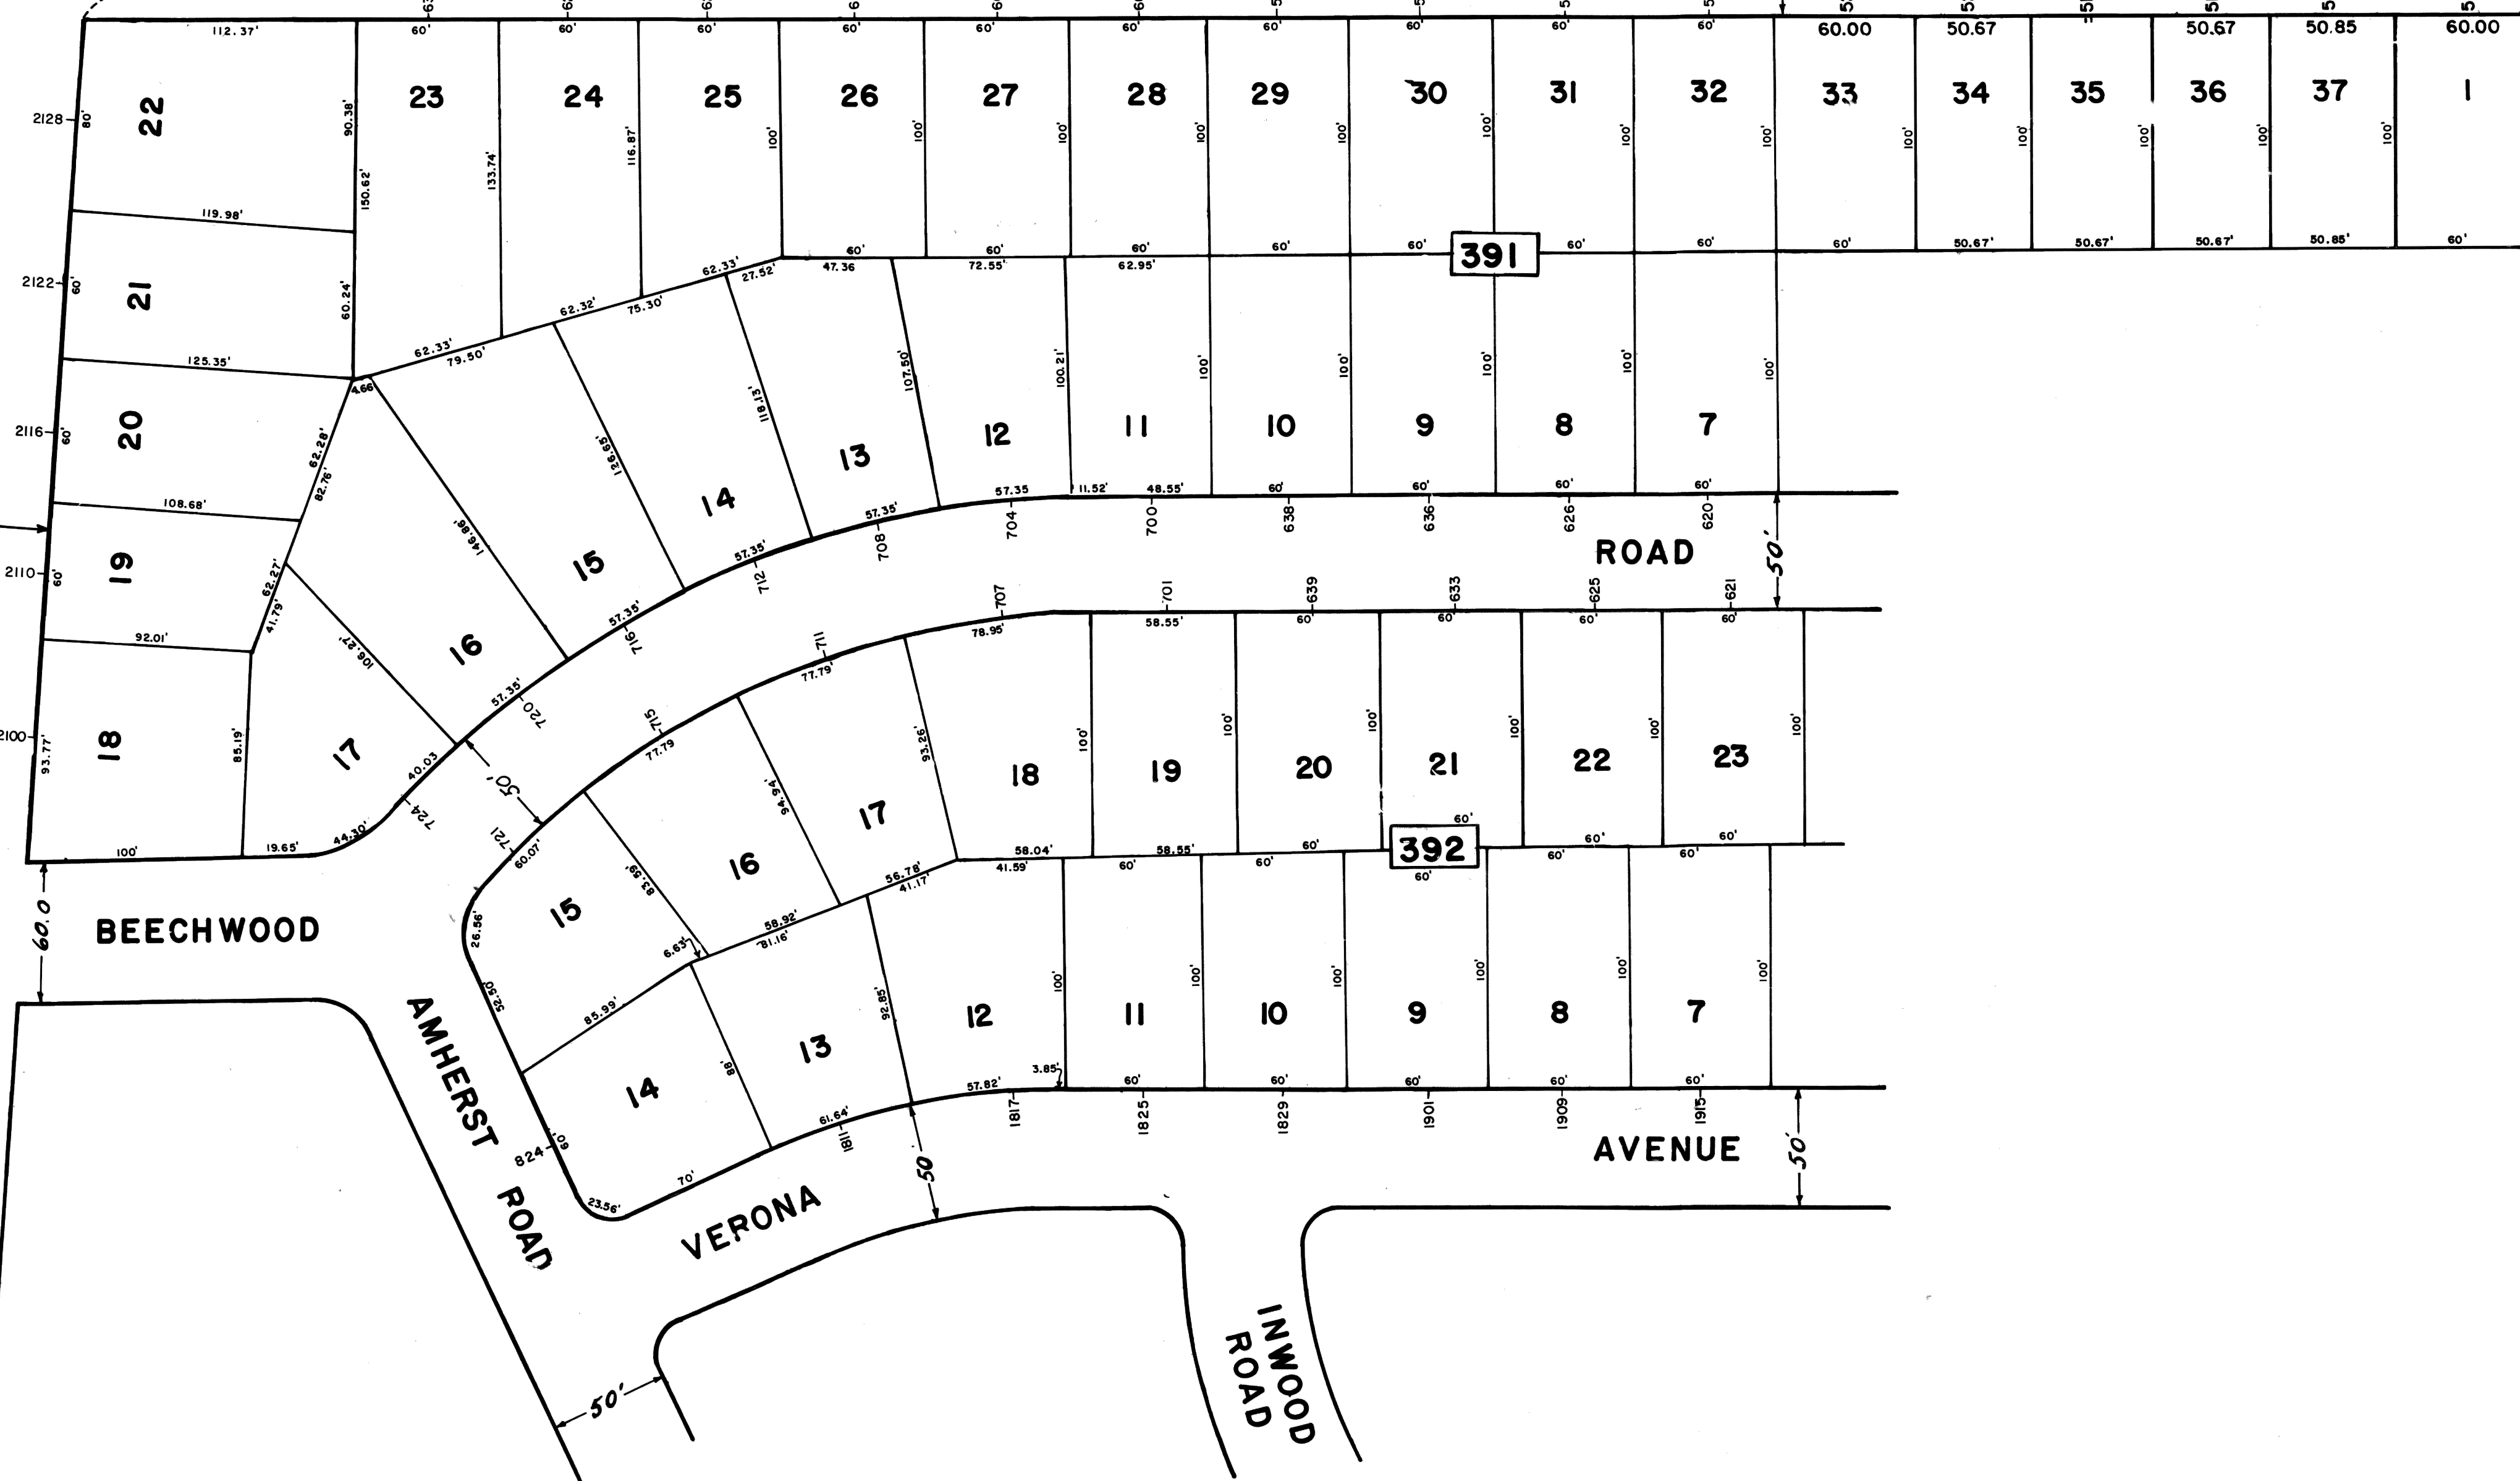 112.37' 60' 60' 60' 60' 60' 60' 60' 60' 60' 60' 60.00 50.67 50.67 50.85 60.00
22 23 24 25 26 27 28 29 30 31 32 33 34 35 36 37 1
2128 80' 90.38' 150.62' 133.74' 116.87' 100' 100' 100' 100' 100' 100' 100' 100' 100' 100' 100' 100'
119.98'
60' 60' 60' 60' 60' 60' 60' 60' 50.67' 50.67' 50.67' 50.85' 60'
391
62.33' 27.52' 47.36 72.55' 62.95'
2122 60' 21 60.24' 62.32' 75.30'
62.33' 79.50'
125.35' 4.66
2116 60' 20 62.28' 82.76' 146.86' 126.65' 118.13' 107.50' 100.21' 100' 100' 100' 100' 100'
15 14 13 12 11 10 9 8 7
108.68'
57.35' 57.35' 57.35' 57.35' 57.35 11.52' 48.55' 60' 60' 60' 60'
720 716 712 708 704 700 638 636 626 620
ROAD 50'
2110 60' 19 62.27' 41.79' 106.27' 16
92.01'
2100 93.77' 18 85.19' 17 40.03 724
100' 19.65' 44.30'
50'
721 715 711 707 701 639 633 625 621
60.07' 77.79 77.79' 78.95' 58.55' 60' 60' 60' 60'
83.59' 94.94' 93.26' 100' 100' 100' 100' 100' 100'
15 16 17 18 19 20 21 22 23
26.56' 52.50' 6.63' 58.92' 56.78' 58.04' 58.55' 60' 60' 60' 60'
392
85.99' 81.16' 41.17' 41.59' 60' 60' 60' 60' 60'
60.0
BEECHWOOD
88' 92.85' 100' 100' 100' 100' 100' 100'
14 13 12 11 10 9 8 7
824 60' 23.56' 70' 61.64' 57.82' 3.85' 60' 60' 60' 60' 60'
1811 1817 1825 1829 1901 1909 1915
AMHERST ROAD
VERONA
50'
AVENUE
50'
50'
INWOOD
ROAD